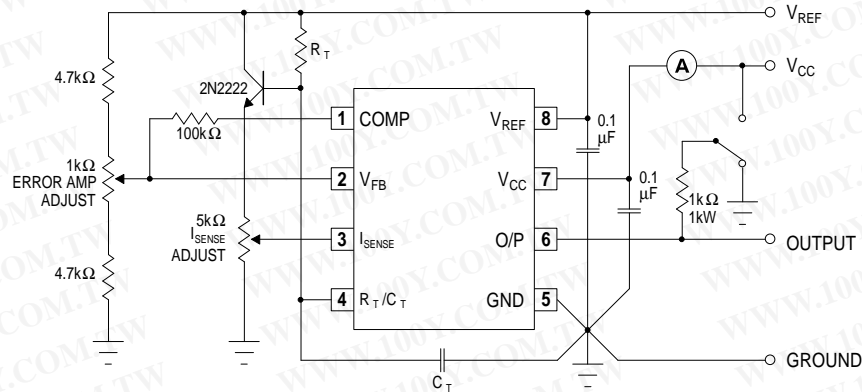 V_REF
V_CC
A
R_T
4.7kΩ
2N2222
100kΩ
1kΩ
ERROR AMP
ADJUST
5kΩ
I_SENSE
ADJUST
4.7kΩ
1 COMP
2 V_FB
3 I_SENSE
4 R_T/C_T
V_REF 8
V_CC 7
O/P 6
GND 5
0.1
µF
0.1
µF
1kΩ
1kW
OUTPUT
GROUND
C_T
WWW.100Y.COM.TW